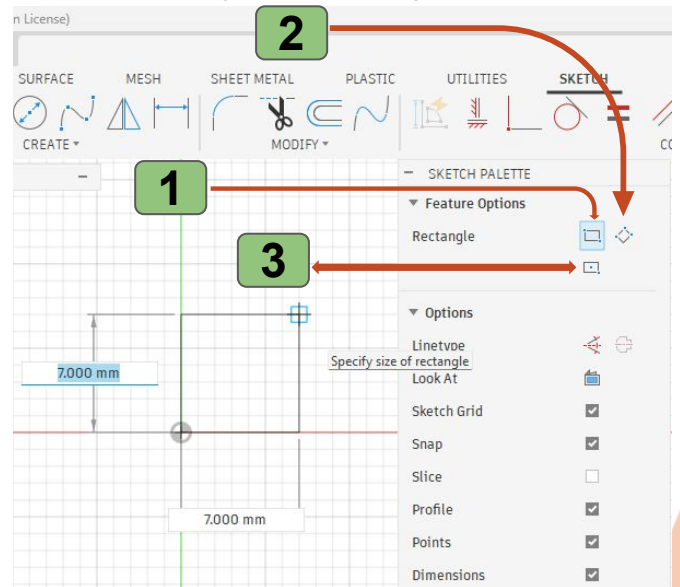 n License)
2
SURFACE MESH SHEET METAL PLASTIC UTILITIES SKETCH
CREATE ▾ MODIFY ▾ CO
1
SKETCH PALETTE
Feature Options
Rectangle
3
Options
Linetype
Specify size of rectangle
7.000 mm
Look At
Sketch Grid
Snap
Slice
7.000 mm
Profile
Points
Dimensions